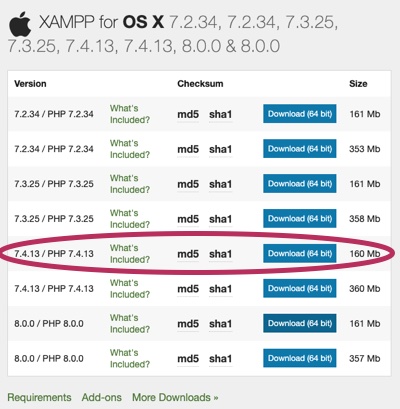 XAMPP for OS X 7.2.34, 7.2.34, 7.3.25,
7.3.25, 7.4.13, 7.4.13, 8.0.0 & 8.0.0
Version Checksum Size
7.2.34 / PHP 7.2.34 What's Included? md5 sha1 Download (64 bit) 161 Mb
7.2.34 / PHP 7.2.34 What's Included? md5 sha1 Download (64 bit) 353 Mb
7.3.25 / PHP 7.3.25 What's Included? md5 sha1 Download (64 bit) 161 Mb
7.3.25 / PHP 7.3.25 What's Included? md5 sha1 Download (64 bit) 358 Mb
7.4.13 / PHP 7.4.13 What's Included? md5 sha1 Download (64 bit) 160 Mb
7.4.13 / PHP 7.4.13 What's Included? md5 sha1 Download (64 bit) 360 Mb
8.0.0 / PHP 8.0.0 What's Included? md5 sha1 Download (64 bit) 161 Mb
8.0.0 / PHP 8.0.0 What's Included? md5 sha1 Download (64 bit) 357 Mb
Requirements Add-ons More Downloads »